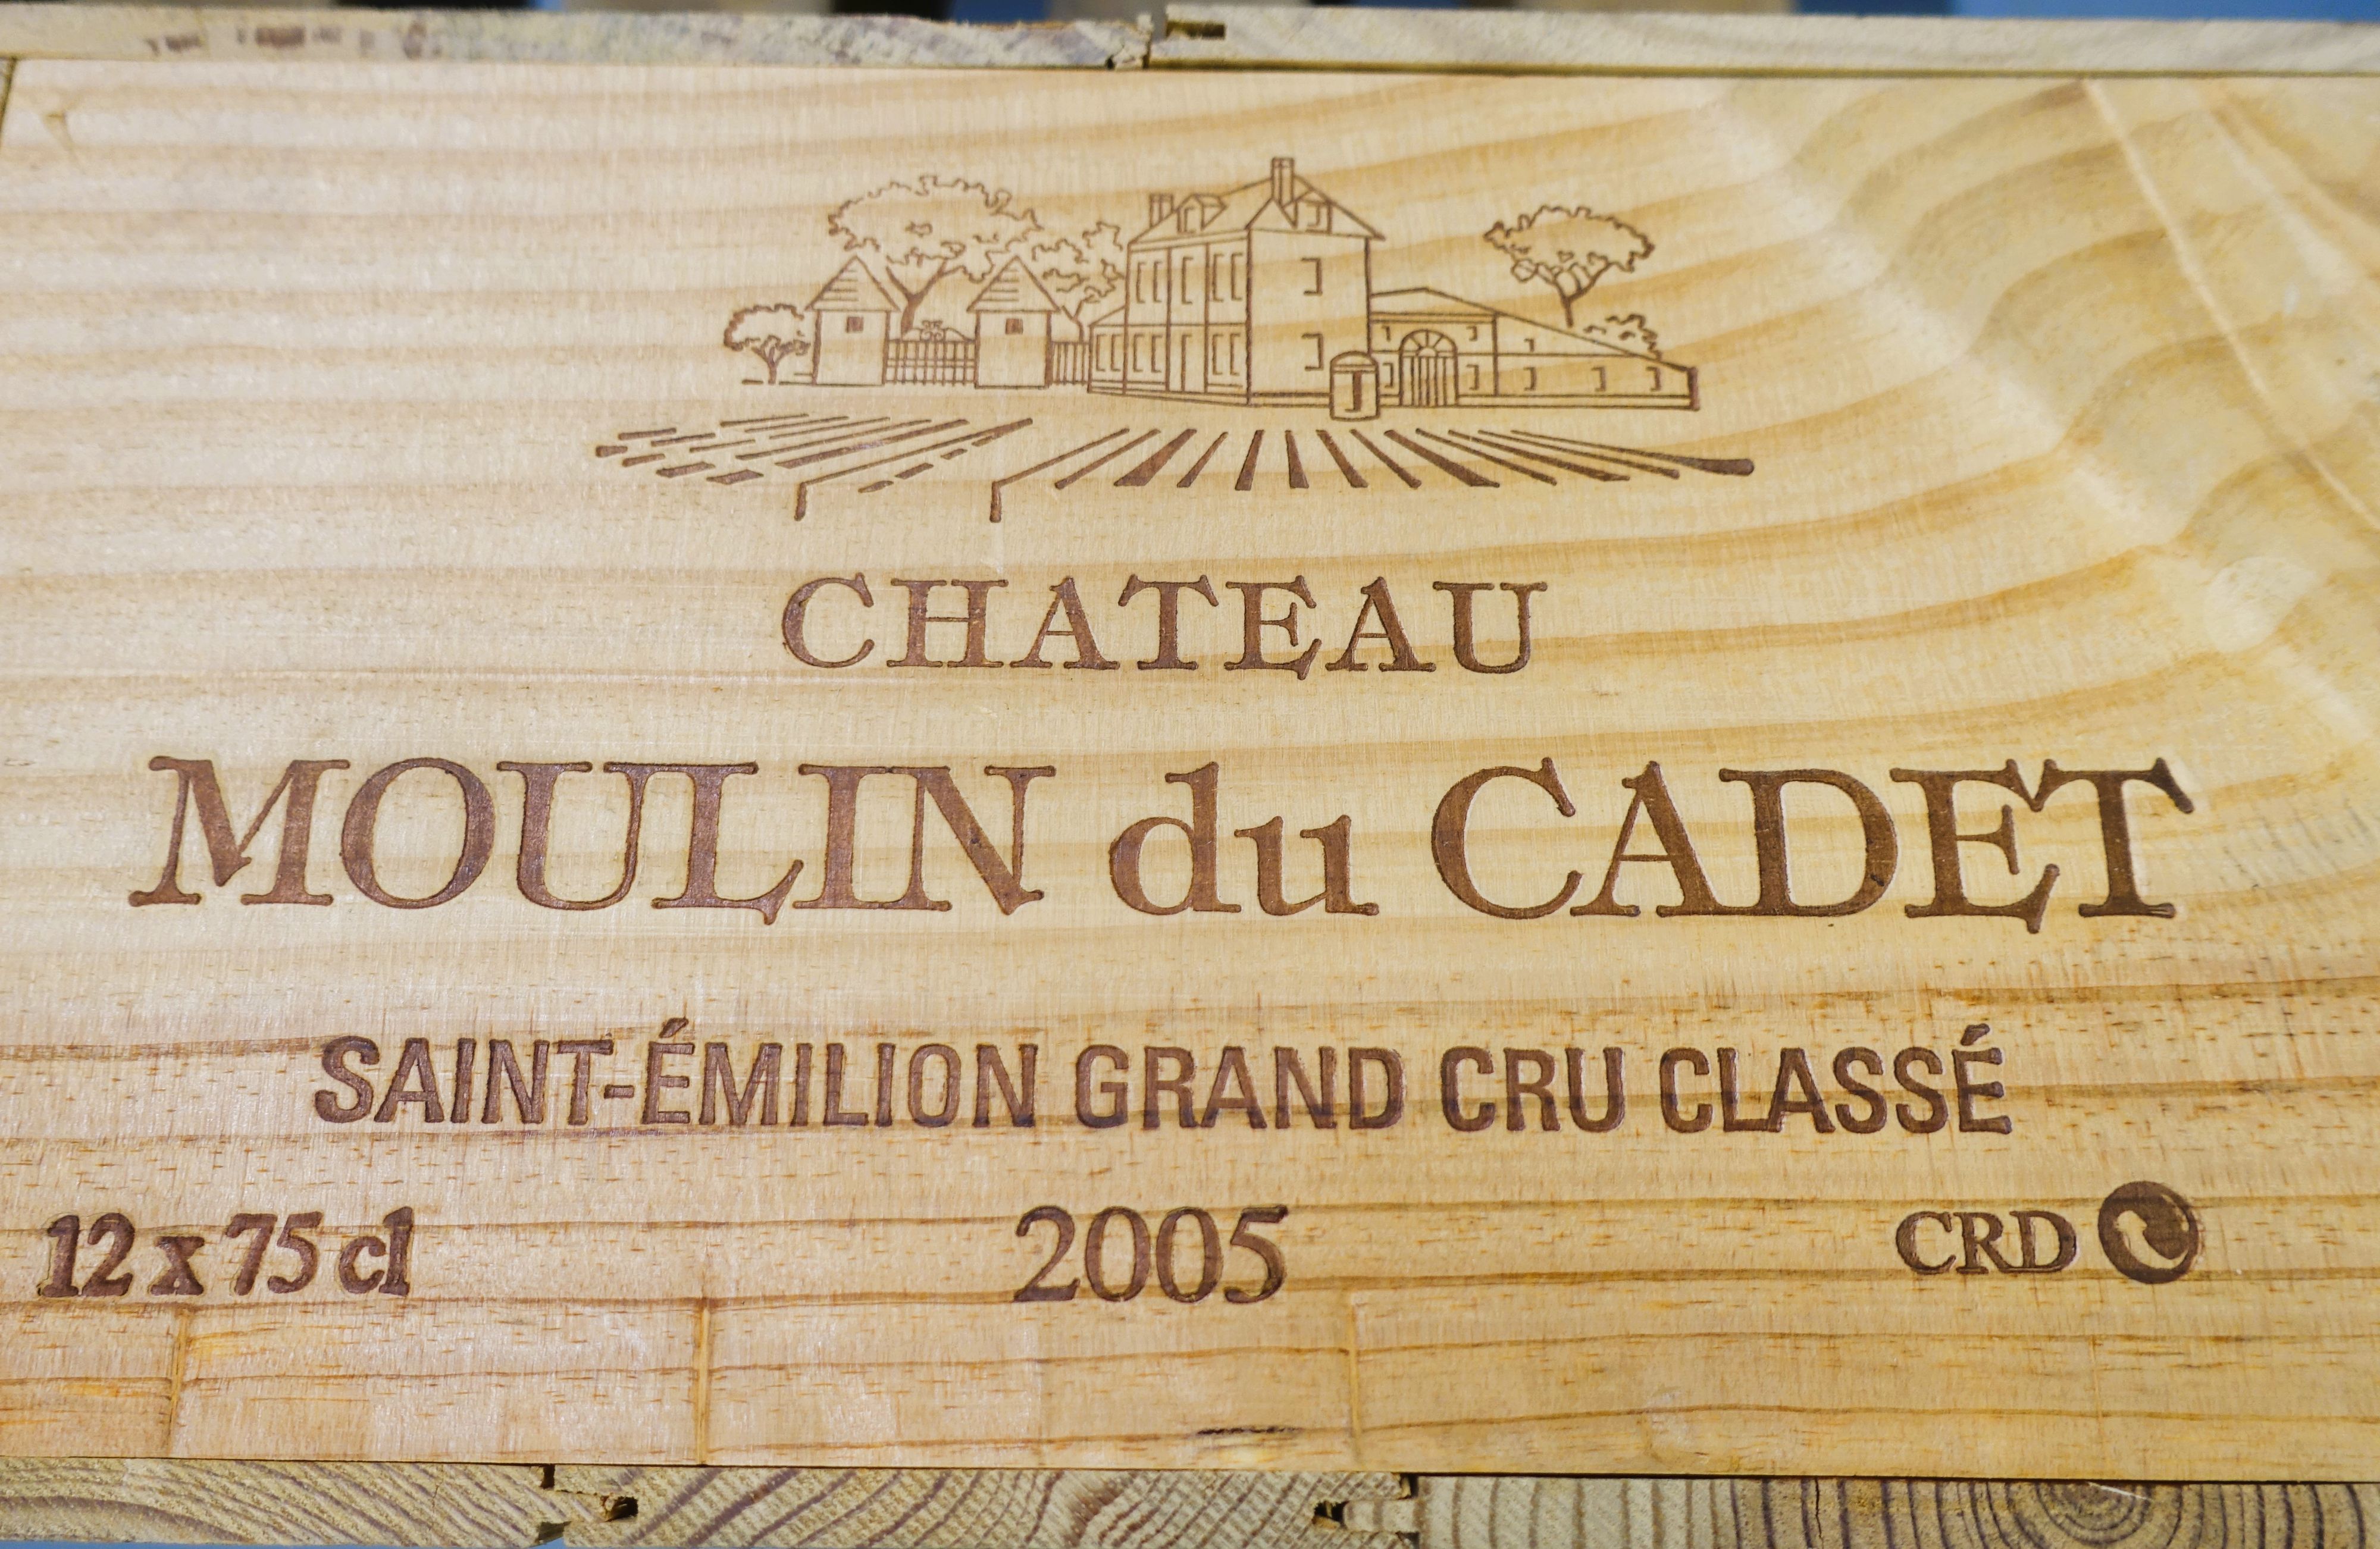 CHATEAU
MOULIN du CADET
SAINT-ÉMILION GRAND CRU CLASSÉ
12 x 75 cl 2005 CRD